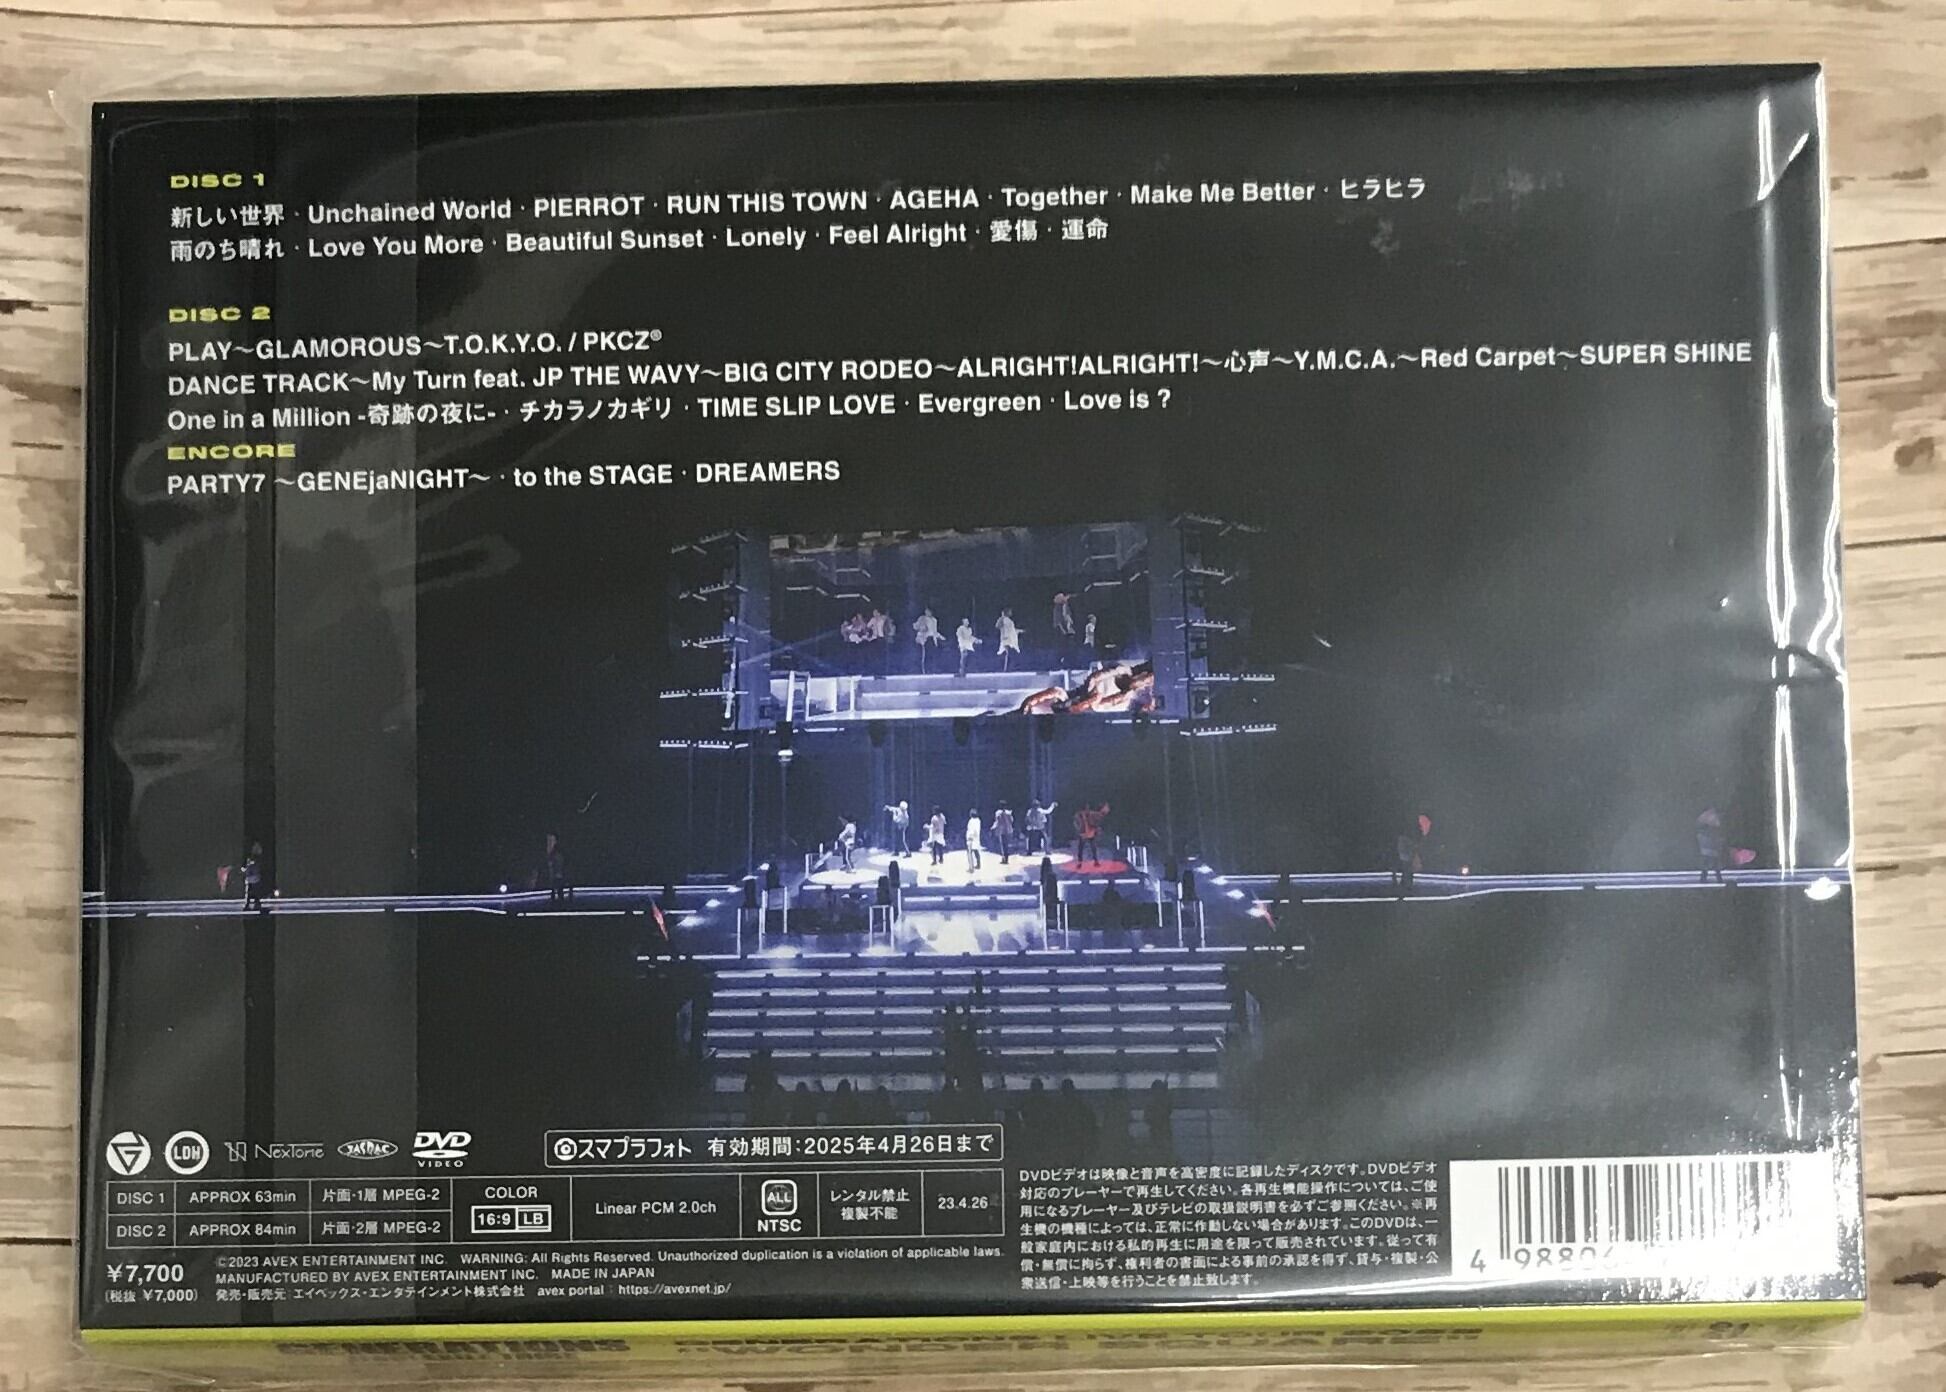 DISC 1
新しい世界・Unchained World・PIERROT・RUN THIS TOWN・AGEHA・Together・Make Me Better・ヒラヒラ
雨のち晴れ・Love You More・Beautiful Sunset・Lonely・Feel Alright・愛傷・運命
DISC 2
PLAY～GLAMOROUS～T.O.K.Y.O. / PKCZ®
DANCE TRACK～My Turn feat. JP THE WAVY～BIG CITY RODEO～ALRIGHT!ALRIGHT!～心声～Y.M.C.A.～Red Carpet～SUPER SHINE
One in a Million -奇跡の夜に-・チカラノカギリ・TIME SLIP LOVE・Evergreen・Love is ?
ENCORE
PARTY7 ～GENEjaNIGHT～・to the STAGE・DREAMERS
LDH NexTone JASRAC DVD VIDEO
スマプラフォト 有効期間:2025年4月26日まで
DISC 1 APPROX 63min 片面・1層 MPEG-2
DISC 2 APPROX 84min 片面・2層 MPEG-2
COLOR
16:9 LB
Linear PCM 2.0ch
ALL
NTSC
レンタル禁止
複製不能
23.4.26
¥7,700
(税抜 ¥7,000)
©2023 AVEX ENTERTAINMENT INC. WARNING: All Rights Reserved. Unauthorized duplication is a violation of applicable laws.
MANUFACTURED BY AVEX ENTERTAINMENT INC. MADE IN JAPAN
発売・販売元 エイベックス・エンタテインメント株式会社 avex portal : https://avexnet.jp/
DVDビデオは映像と音声を高密度に記録したディスクです。DVDビデオ
対応のプレーヤーで再生してください。各再生機能操作については、ご使
用になるプレーヤー及びテレビの取扱説明書を必ずご参照ください。※再
生機の機種によっては、正常に作動しない場合があります。このDVDは、一
般家庭内における私的再生に用途を限って販売されています。従って有
償・無償に拘らず、権利者の書面による事前の承認を得ず、貸与・複製・公
衆送信・上映等を行うことを禁止致します。
4 98806
GENERATIONS